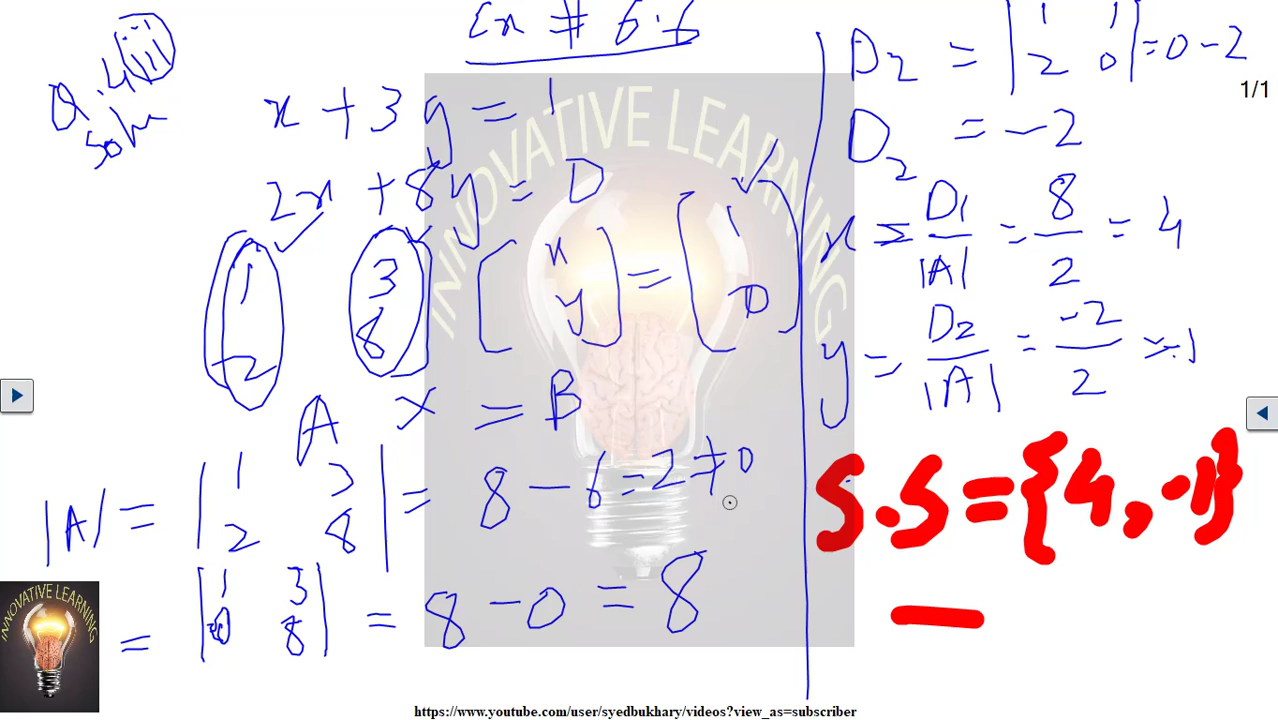 Ex # 6.6
Q.4 iii
Soln
x + 3y = 1
2x + 8y = 0
1 3 [x] = [1]
2 8 [y] [0]
A X = B
|A| = |1 3| = 8 - 6 = 2 ≠ 0
|2 8|
= |1 3| = 8 - 0 = 8
|0 8|
D2 = |1 1| = 0 - 2
|2 0|
D2 = -2
x = D1/|A| = 8/2 = 4
y = D2/|A| = -2/2 = -1
S.S = {4, -1}
1/1
INNOVATIVE LEARNING
INNOVATIVE LEARNING
https://www.youtube.com/user/syedbukhary/videos?view_as=subscriber